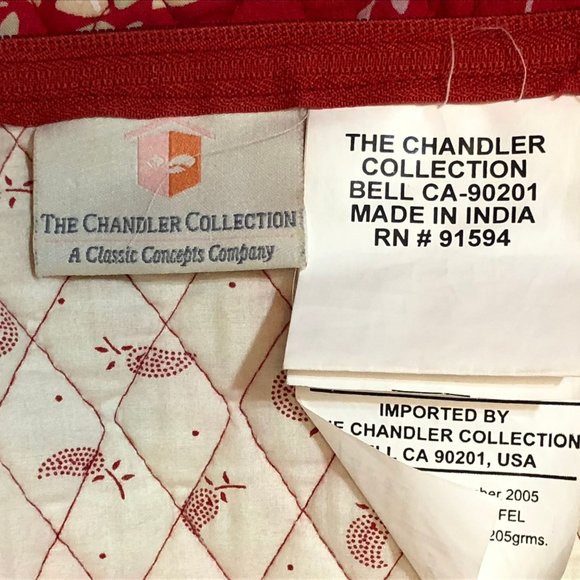 THE CHANDLER COLLECTION
A Classic Concepts Company
THE CHANDLER
COLLECTION
BELL CA-90201
MADE IN INDIA
RN # 91594
IMPORTED BY
CHANDLER COLLECTION
CA 90201, USA
2005
FEL
205grms.